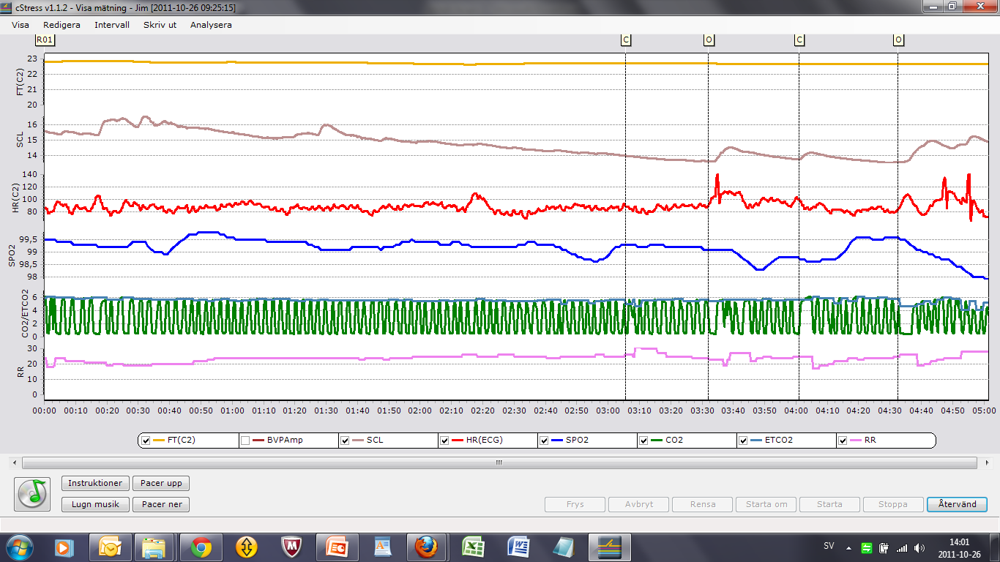 cStress v1.1.2 - Visa mätning - Jim [2011-10-26 09:25:15]
Visa Redigera Intervall Skriv ut Analysera
R01 C O C O
FT(C2)
23
22
21
20
SCL
16
15
14
HR(C2)
140
120
100
80
SPO2
99,5
99
98,5
98
CO2/ETCO2
6
4
2
0
RR
30
20
10
0
00:00 00:10 00:20 00:30 00:40 00:50 01:00 01:10 01:20 01:30 01:40 01:50 02:00 02:10 02:20 02:30 02:40 02:50 03:00 03:10 03:20 03:30 03:40 03:50 04:00 04:10 04:20 04:30 04:40 04:50 05:00
FT(C2) BVPAmp SCL HR(ECG) SPO2 CO2 ETCO2 RR
Instruktioner Pacer upp
Lugn musik Pacer ner
Frys Avbryt Rensa Starta om Starta Stoppa Återvänd
SV 14:01
2011-10-26